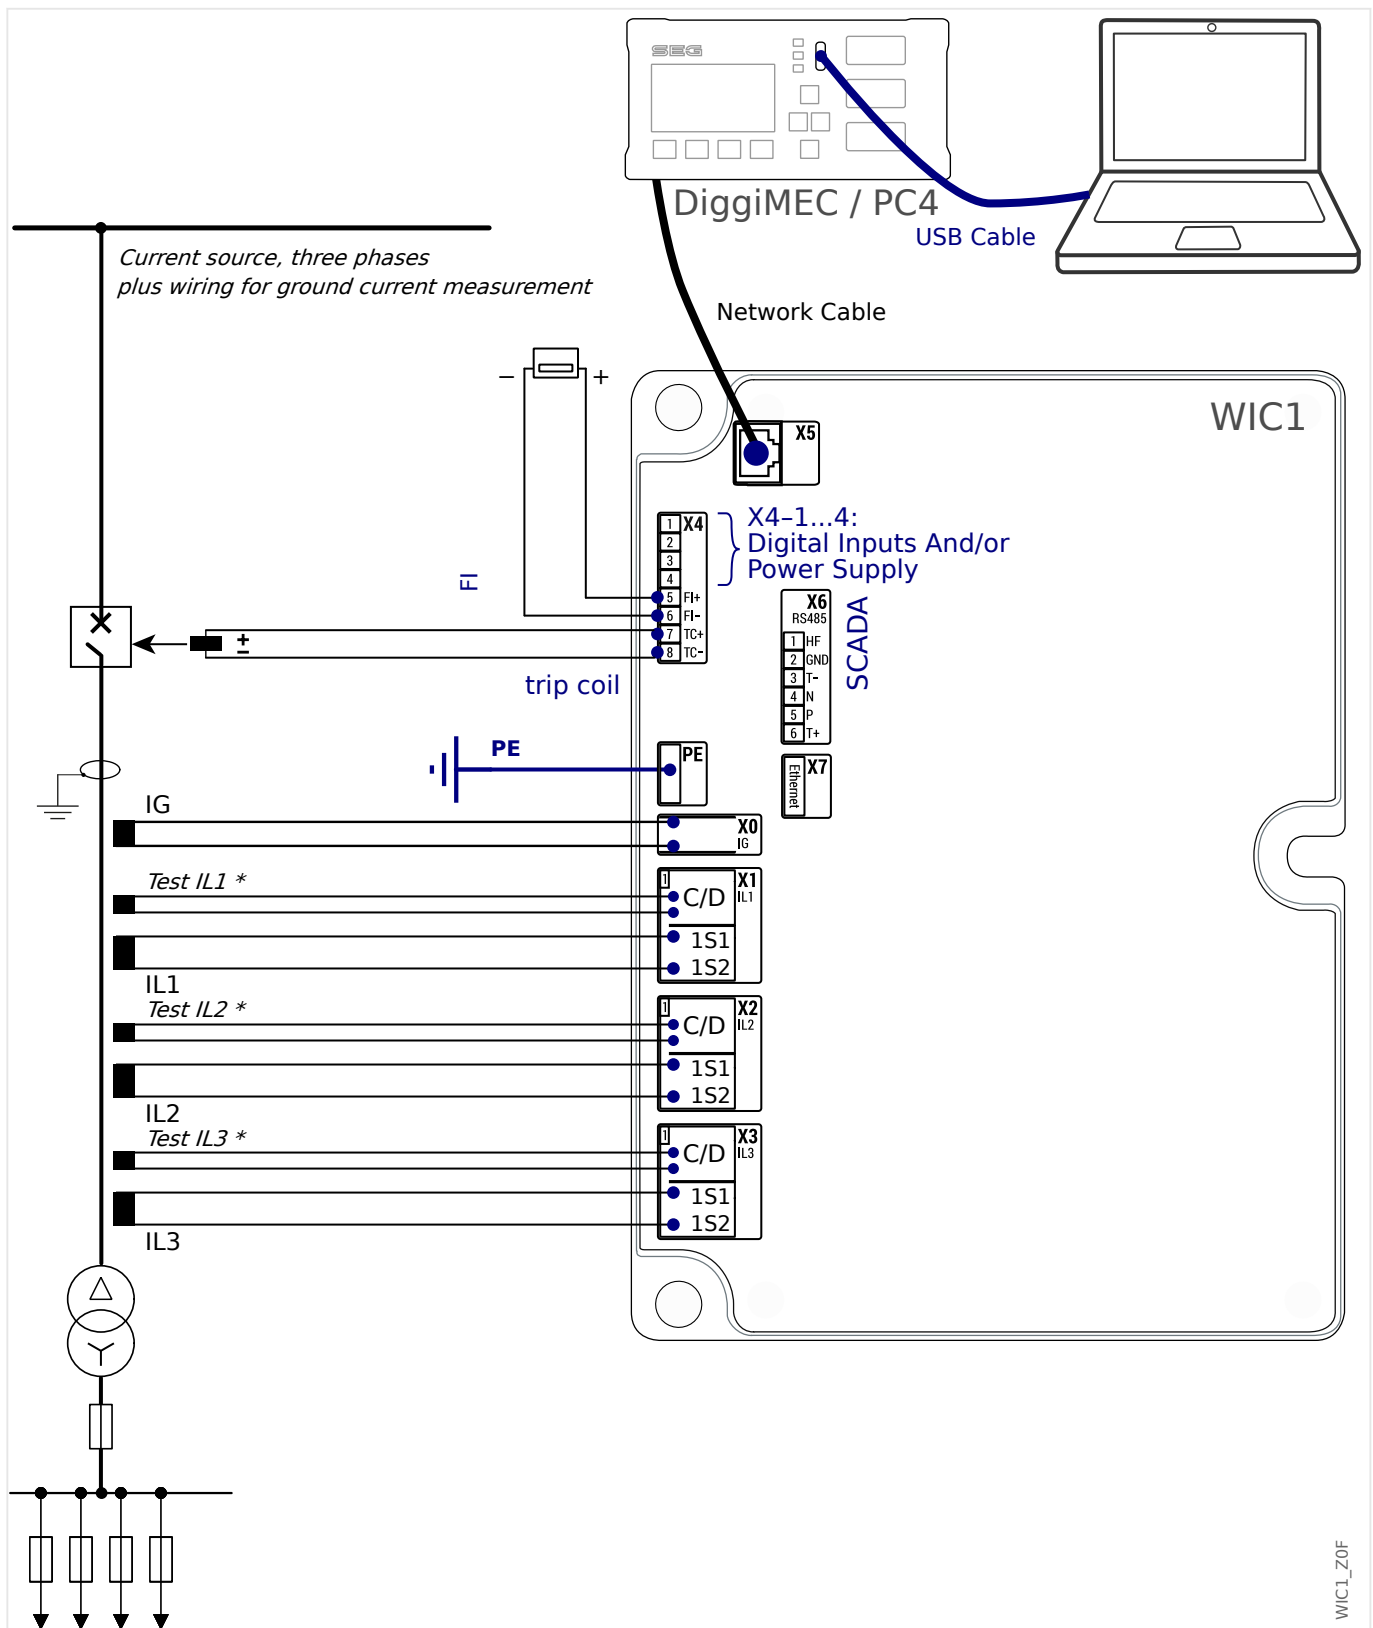 SEG
DiggiMEC / PC4
USB Cable
Current source, three phases
plus wiring for ground current measurement
Network Cable
− +
WIC1
X5
X4
1
2
3
4
5 FI+
6 FI-
7 TC+
8 TC-
X4–1...4:
Digital Inputs And/or
Power Supply
FI
±
trip coil
X6
RS485
1 HF
2 GND
3 T-
4 N
5 P
6 T+
SCADA
PE
PE
X7
Ethernet
IG
X0
IG
Test IL1 *
1
C/D
X1
IL1
1S1
1S2
IL1
Test IL2 *
1
C/D
X2
IL2
1S1
1S2
IL2
Test IL3 *
1
C/D
X3
IL3
1S1
1S2
IL3
WIC1_Z0F